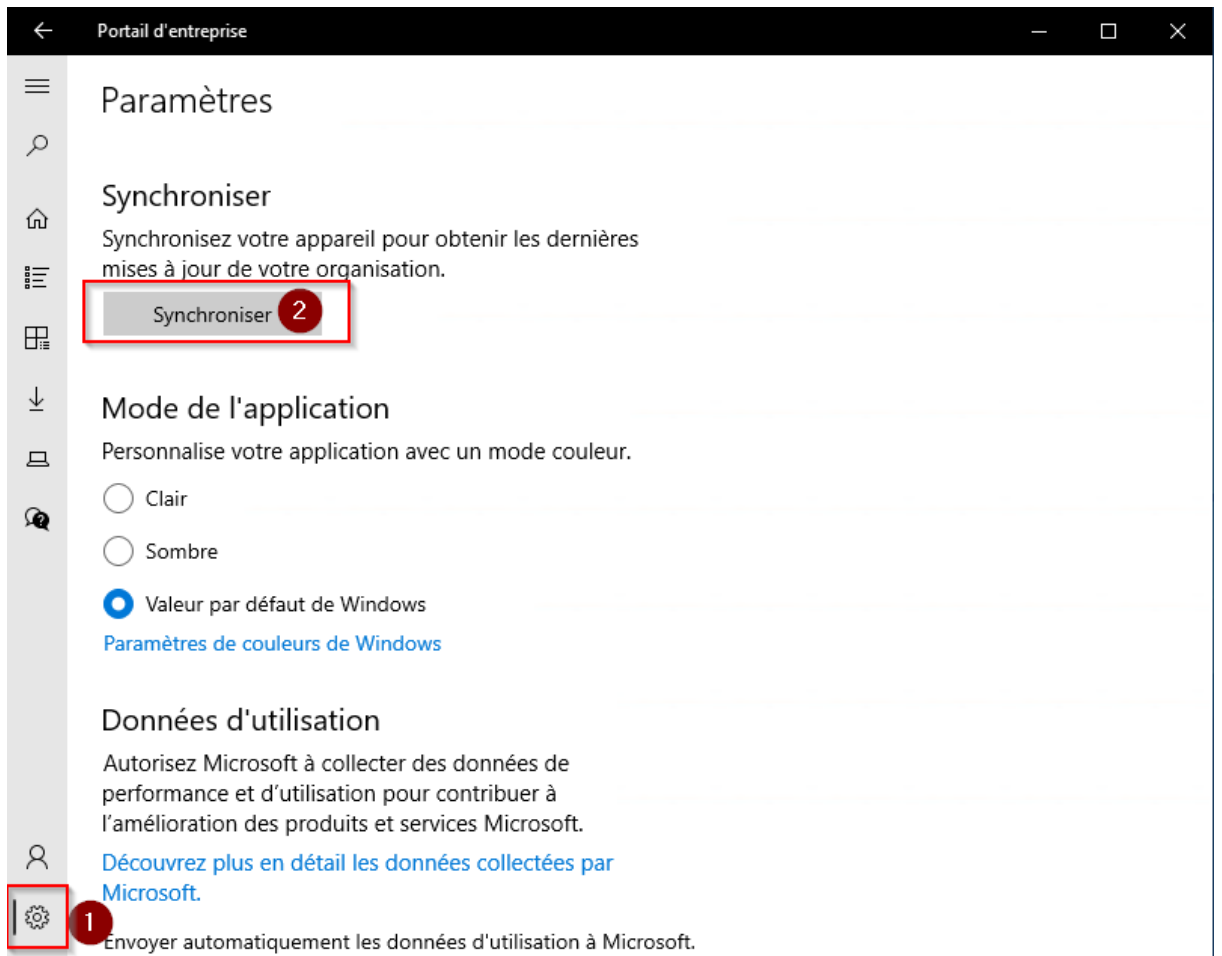 Portail d'entreprise
Paramètres
Synchroniser
Synchronisez votre appareil pour obtenir les dernières
mises à jour de votre organisation.
Synchroniser 2
Mode de l'application
Personnalise votre application avec un mode couleur.
Clair
Sombre
Valeur par défaut de Windows
Paramètres de couleurs de Windows
Données d'utilisation
Autorisez Microsoft à collecter des données de
performance et d’utilisation pour contribuer à
l’amélioration des produits et services Microsoft.
Découvrez plus en détail les données collectées par
Microsoft.
1
Envoyer automatiquement les données d'utilisation à Microsoft.